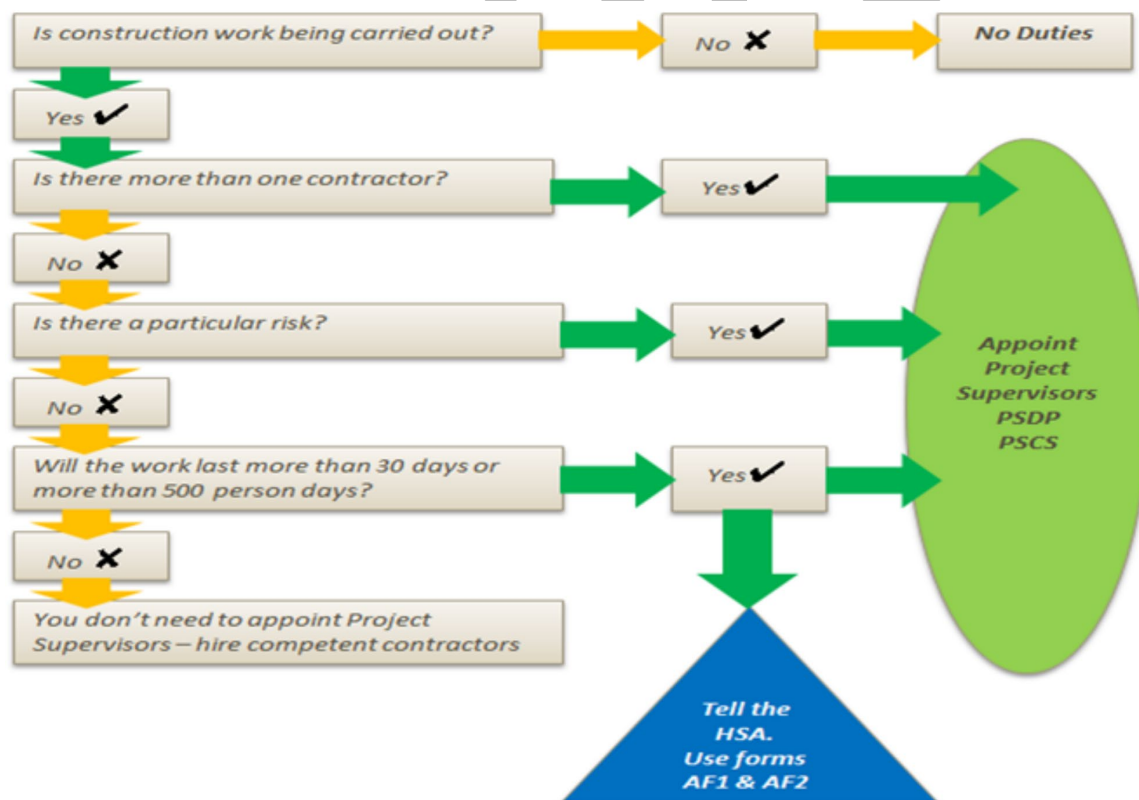 Is construction work being carried out?
No ✘
No Duties
Yes ✔
Is there more than one contractor?
Yes ✔
No ✘
Is there a particular risk?
Yes ✔
No ✘
Will the work last more than 30 days or
more than 500 person days?
Yes ✔
No ✘
You don't need to appoint Project
Supervisors – hire competent contractors
Appoint
Project
Supervisors
PSDP
PSCS
Tell the
HSA.
Use forms
AF1 & AF2